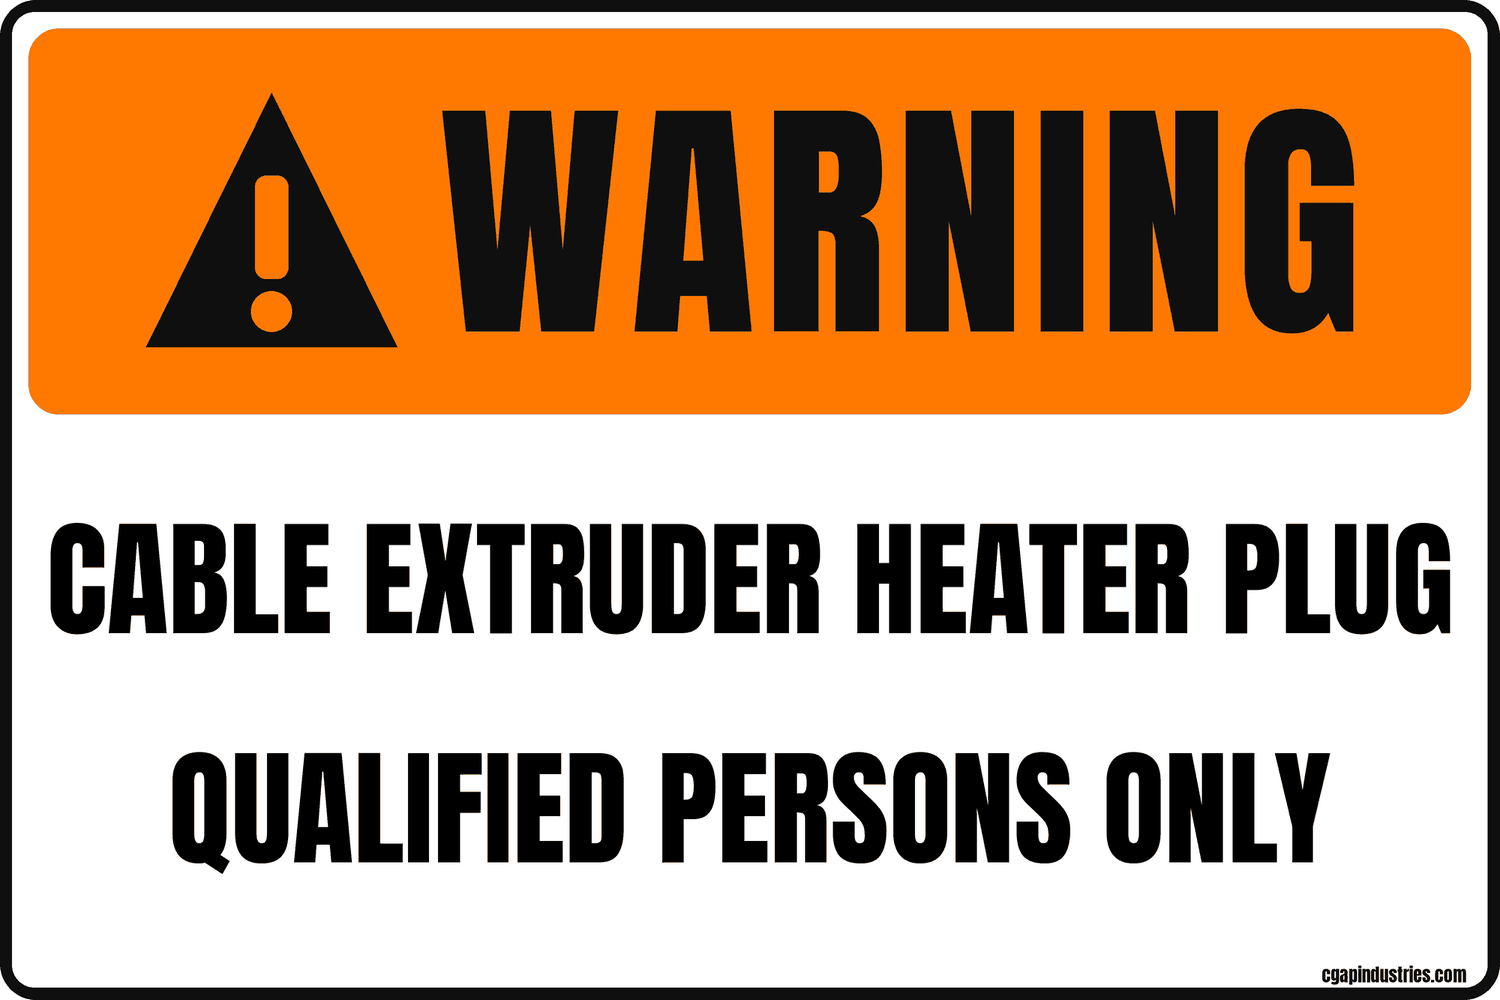 WARNING
CABLE EXTRUDER HEATER PLUG
QUALIFIED PERSONS ONLY
cgapindustries.com